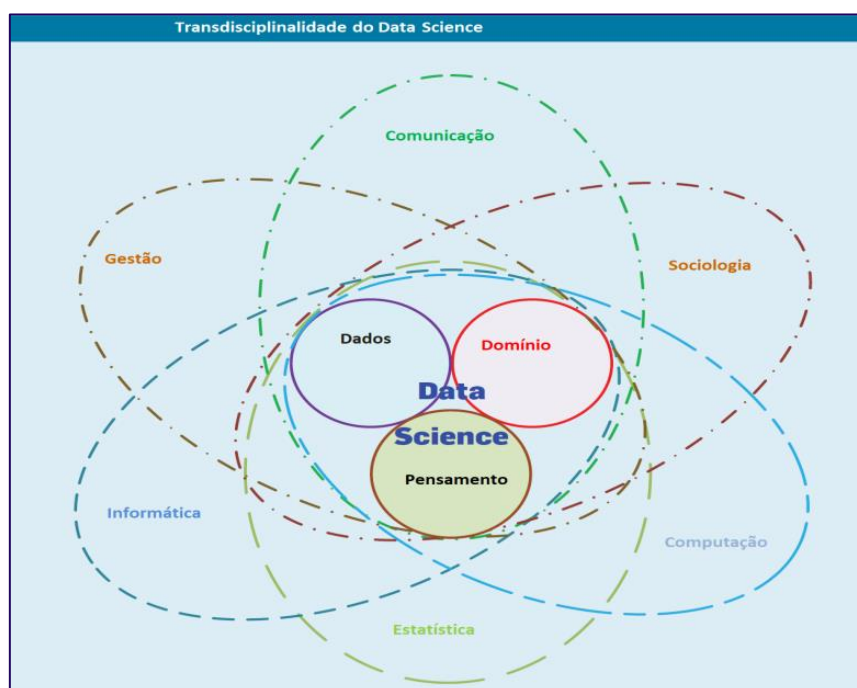 Transdisciplinalidade do Data Science
Comunicação
Gestão
Sociologia
Dados
Domínio
Data
Science
Pensamento
Informática
Computação
Estatística